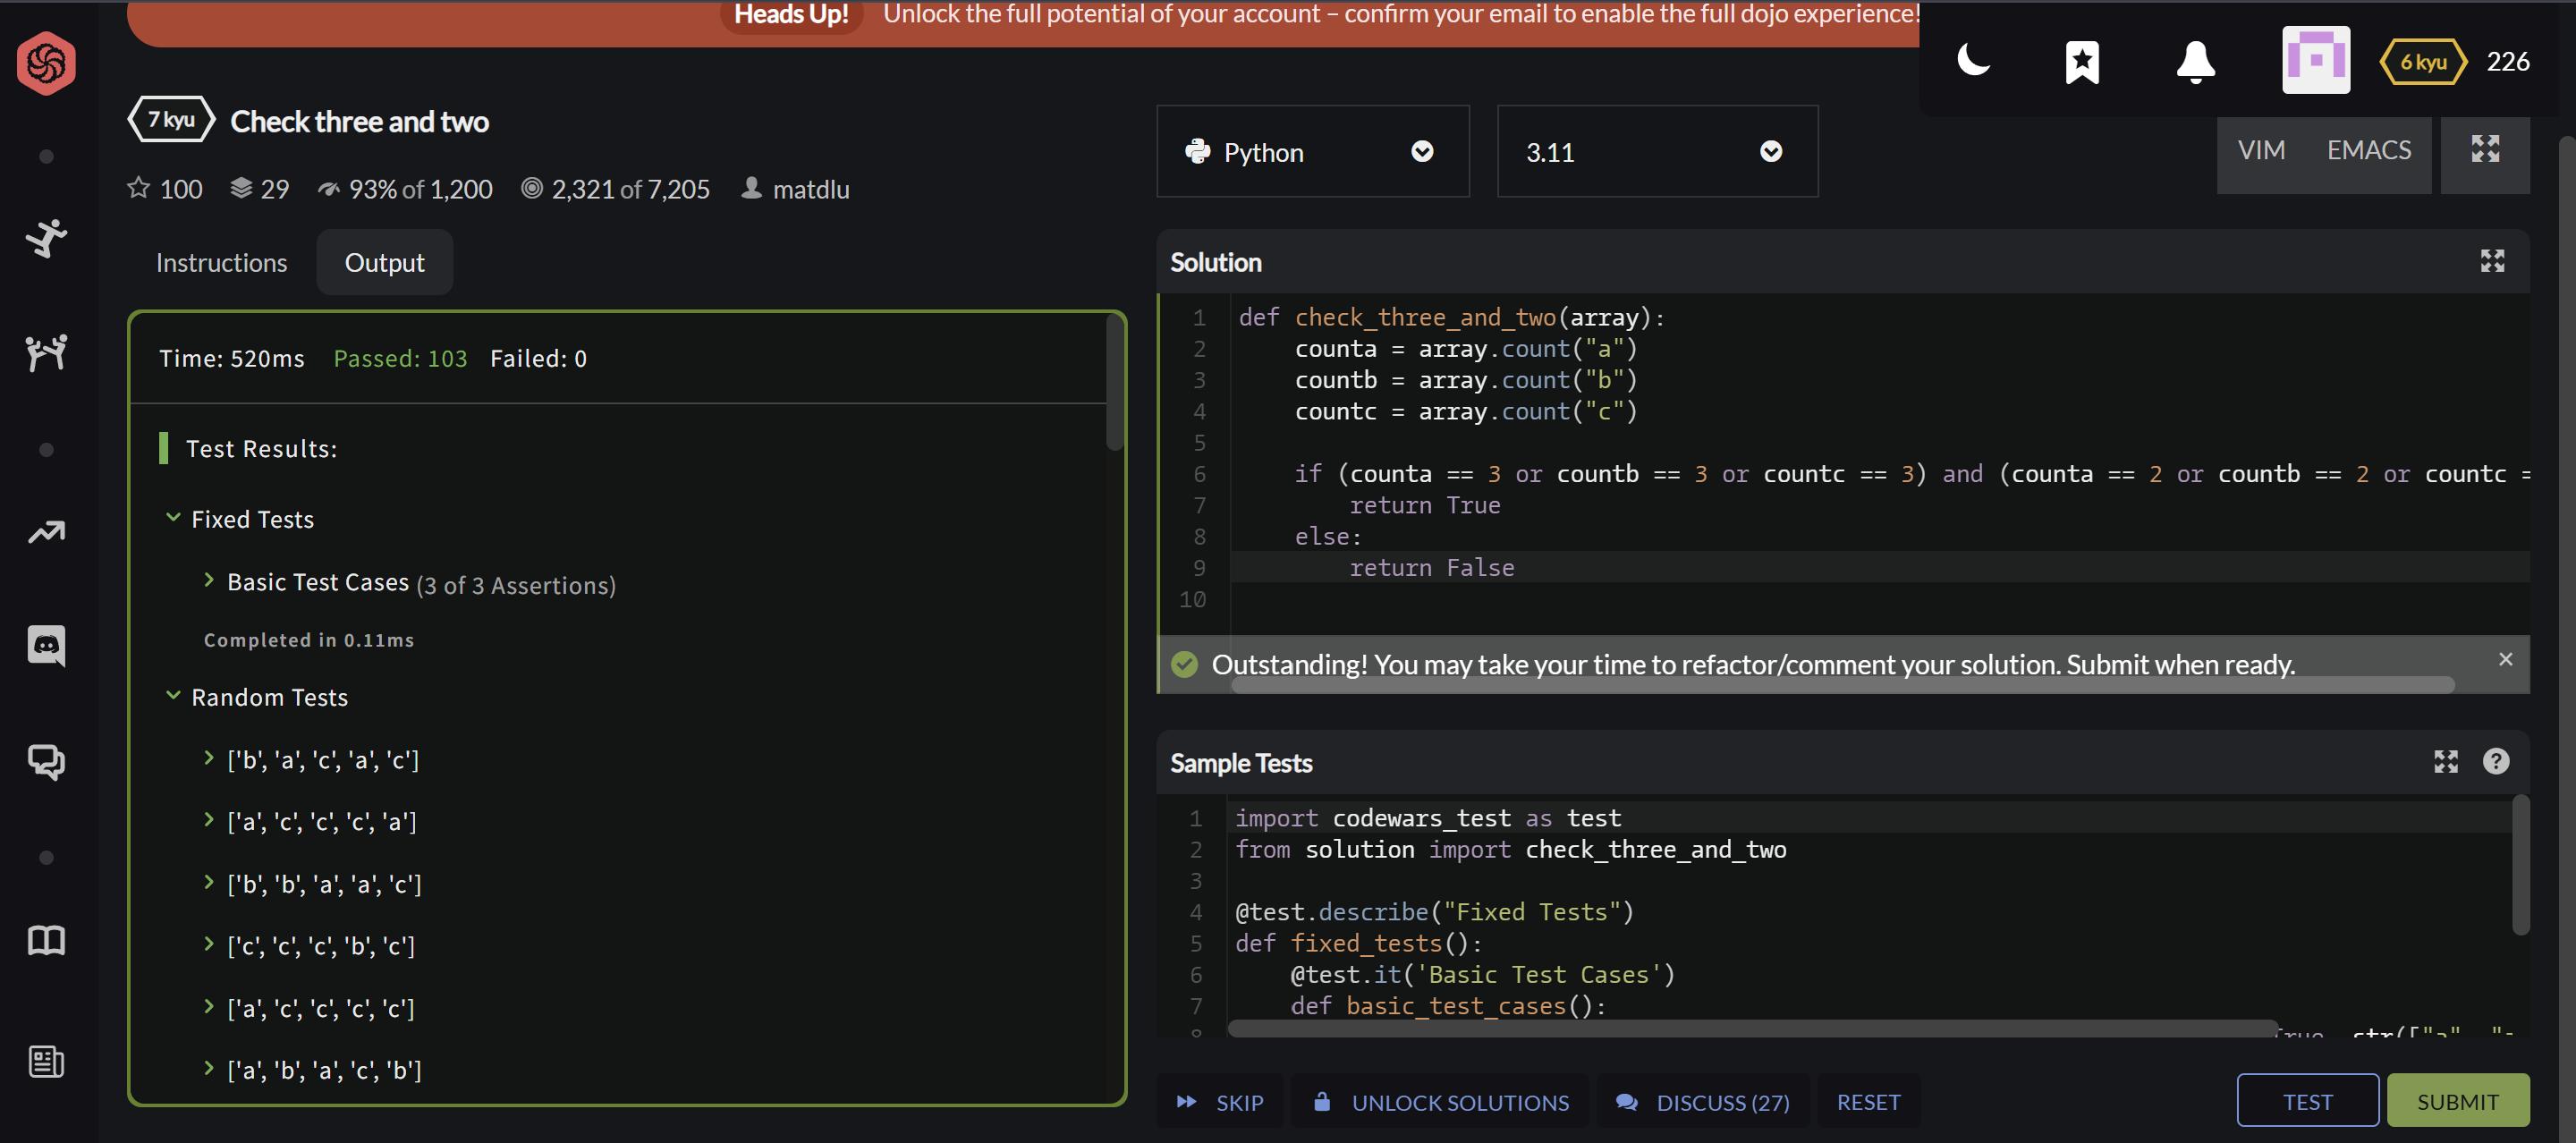 Heads Up! Unlock the full potential of your account – confirm your email to enable the full dojo experience!
6 kyu 226
7 kyu Check three and two
100 29 93% of 1,200 2,321 of 7,205 matdlu
Python 3.11
VIM EMACS
Instructions Output
Time: 520ms Passed: 103 Failed: 0
Test Results:
Fixed Tests
Basic Test Cases (3 of 3 Assertions)
Completed in 0.11ms
Random Tests
['b', 'a', 'c', 'a', 'c']
['a', 'c', 'c', 'c', 'a']
['b', 'b', 'a', 'a', 'c']
['c', 'c', 'c', 'b', 'c']
['a', 'c', 'c', 'c', 'c']
['a', 'b', 'a', 'c', 'b']
Solution
1 def check_three_and_two(array):
2     counta = array.count("a")
3     countb = array.count("b")
4     countc = array.count("c")
5
6     if (counta == 3 or countb == 3 or countc == 3) and (counta == 2 or countb == 2 or countc =
7         return True
8     else:
9         return False
10
Outstanding! You may take your time to refactor/comment your solution. Submit when ready. ×
Sample Tests
1 import codewars_test as test
2 from solution import check_three_and_two
3
4 @test.describe("Fixed Tests")
5 def fixed_tests():
6     @test.it('Basic Test Cases')
7     def basic_test_cases():
8
SKIP UNLOCK SOLUTIONS DISCUSS (27) RESET TEST SUBMIT